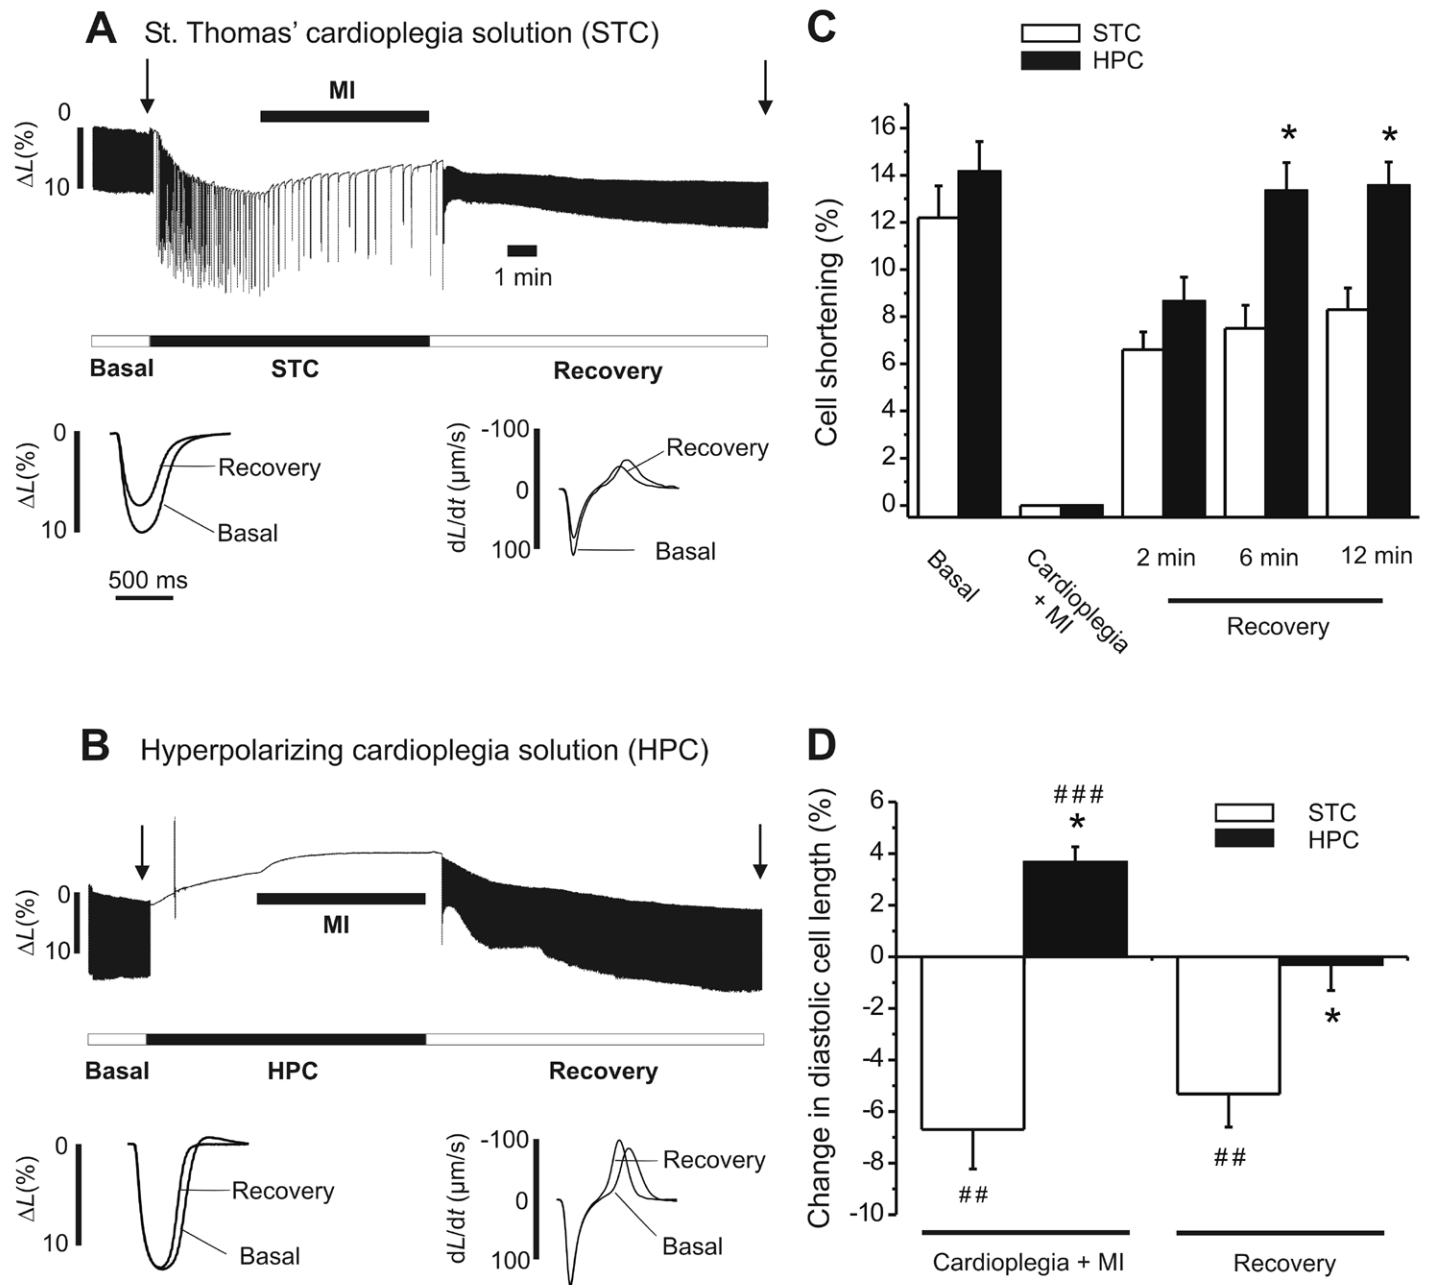 A St. Thomas’ cardioplegia solution (STC)
MI
0
ΔL(%)
10
1 min
Basal
STC
Recovery
0
ΔL(%)
10
Recovery
Basal
500 ms
-100
dL/dt (μm/s)
0
100
Recovery
Basal
B Hyperpolarizing cardioplegia solution (HPC)
0
ΔL(%)
10
MI
Basal
HPC
Recovery
0
ΔL(%)
10
Recovery
Basal
-100
dL/dt (μm/s)
0
100
Recovery
Basal
C
STC
HPC
Cell shortening (%)
16
14
12
10
8
6
4
2
0
*
*
Basal
Cardioplegia
+ MI
2 min
6 min
12 min
Recovery
D
STC
HPC
Change in diastolic cell length (%)
6
4
2
0
-2
-4
-6
-8
-10
###
*
##
*
##
Cardioplegia + MI
Recovery